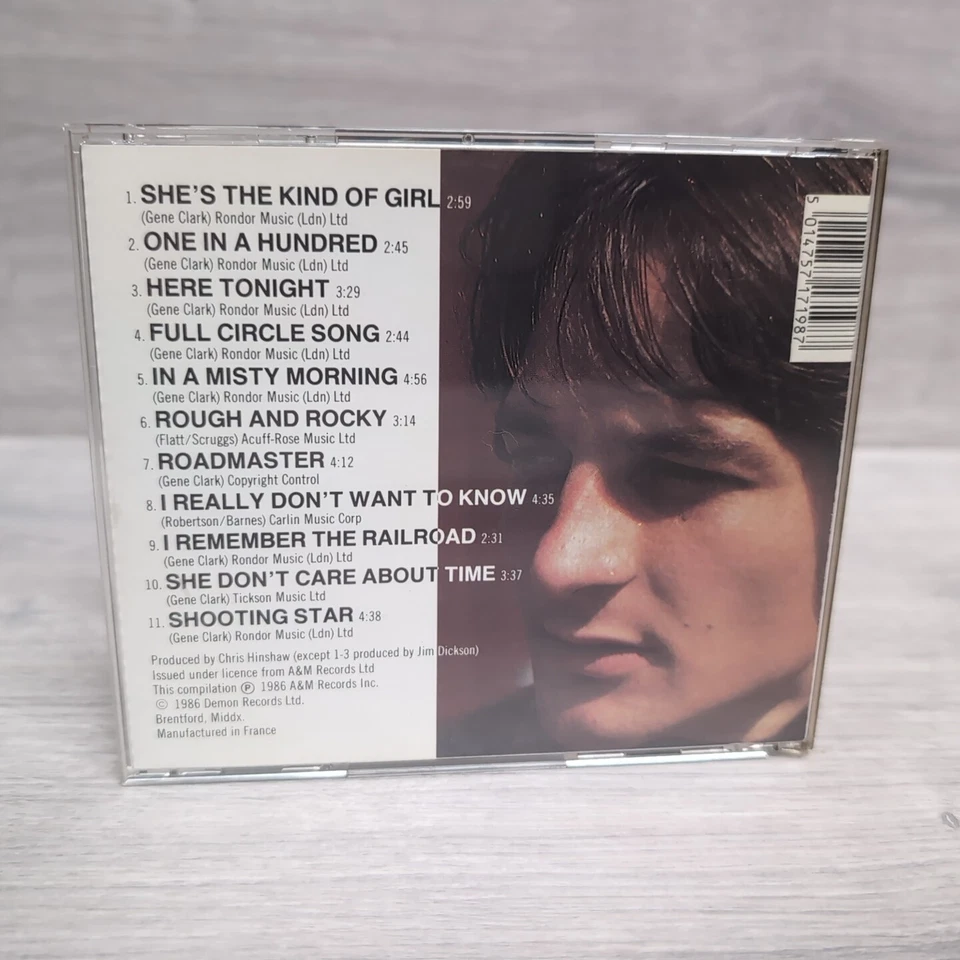 1. SHE'S THE KIND OF GIRL 2:59
(Gene Clark) Rondor Music (Ldn) Ltd
2. ONE IN A HUNDRED 2:45
(Gene Clark) Rondor Music (Ldn) Ltd
3. HERE TONIGHT 3:29
(Gene Clark) Rondor Music (Ldn) Ltd
4. FULL CIRCLE SONG 2:44
(Gene Clark) Rondor Music (Ldn) Ltd
5. IN A MISTY MORNING 4:56
(Gene Clark) Rondor Music (Ldn) Ltd
6. ROUGH AND ROCKY 3:14
(Flatt/Scruggs) Acuff-Rose Music Ltd
7. ROADMASTER 4:12
(Gene Clark) Copyright Control
8. I REALLY DON'T WANT TO KNOW 4:35
(Robertson/Barnes) Carlin Music Corp
9. I REMEMBER THE RAILROAD 2:31
(Gene Clark) Rondor Music (Ldn) Ltd
10. SHE DON'T CARE ABOUT TIME 3:37
(Gene Clark) Tickson Music Ltd
11. SHOOTING STAR 4:38
(Gene Clark) Rondor Music (Ldn) Ltd
Produced by Chris Hinshaw (except 1-3 produced by Jim Dickson)
Issued under licence from A&M Records Ltd
This compilation ℗ 1986 A&M Records Inc.
© 1986 Demon Records Ltd.
Brentford, Middx.
Manufactured in France
5 014757 171987